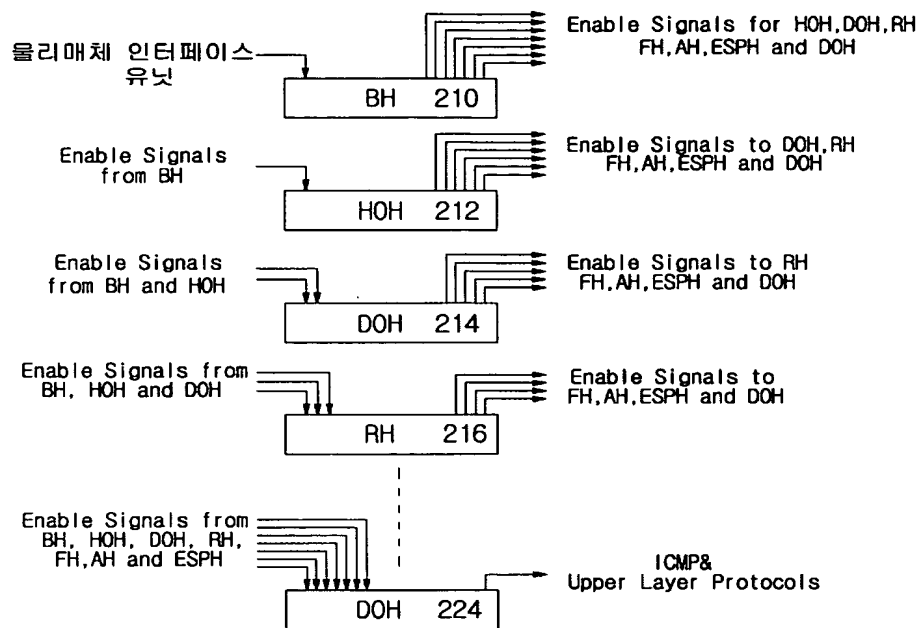 물리매체 인터페이스
유닛
Enable Signals for HOH,DOH,RH
FH,AH,ESPH and DOH
BH 210
Enable Signals
from BH
Enable Signals to DOH,RH
FH,AH,ESPH and DOH
HOH 212
Enable Signals
from BH and HOH
Enable Signals to RH
FH,AH,ESPH and DOH
DOH 214
Enable Signals from
BH, HOH and DOH
Enable Signals to
FH,AH,ESPH and DOH
RH 216
Enable Signals from
BH, HOH, DOH, RH,
FH,AH and ESPH
ICMP&
Upper Layer Protocols
DOH 224